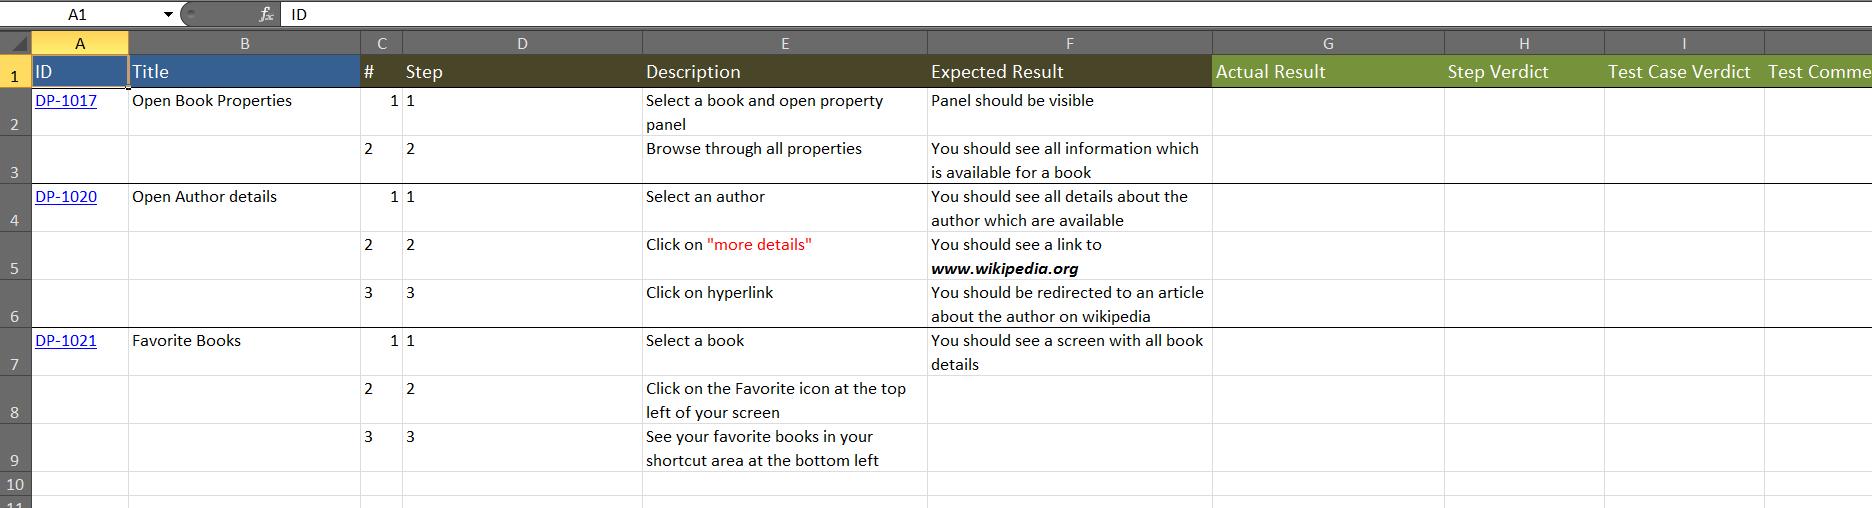 A1 fx ID
A B C D E F G H I
1 ID Title # Step Description Expected Result Actual Result Step Verdict Test Case Verdict Test Comme
2 DP-1017 Open Book Properties 1 1 Select a book and open property Panel should be visible
panel
3 2 2 Browse through all properties You should see all information which
is available for a book
4 DP-1020 Open Author details 1 1 Select an author You should see all details about the
author which are available
5 2 2 Click on "more details" You should see a link to
www.wikipedia.org
6 3 3 Click on hyperlink You should be redirected to an article
about the author on wikipedia
7 DP-1021 Favorite Books 1 1 Select a book You should see a screen with all book
details
8 2 2 Click on the Favorite icon at the top
left of your screen
9 3 3 See your favorite books in your
shortcut area at the bottom left
10
11